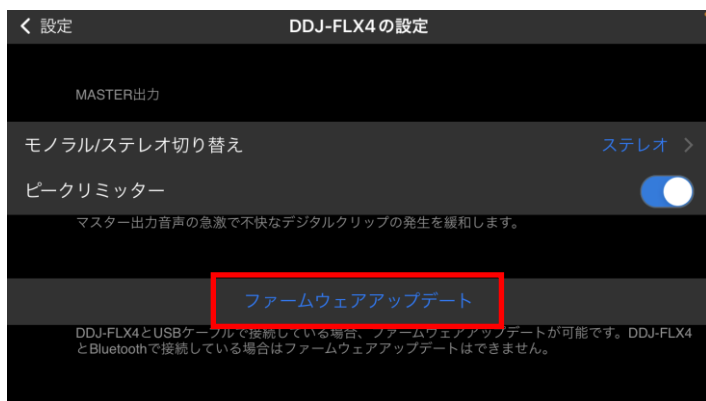 設定
DDJ-FLX4の設定
MASTER出力
モノラル/ステレオ切り替え
ステレオ
ピークリミッター
マスター出力音声の急激で不快なデジタルクリップの発生を緩和します。
ファームウェアアップデート
DDJ-FLX4とUSBケーブルで接続している場合、ファームウェアアップデートが可能です。DDJ-FLX4
とBluetoothで接続している場合はファームウェアアップデートはできません。